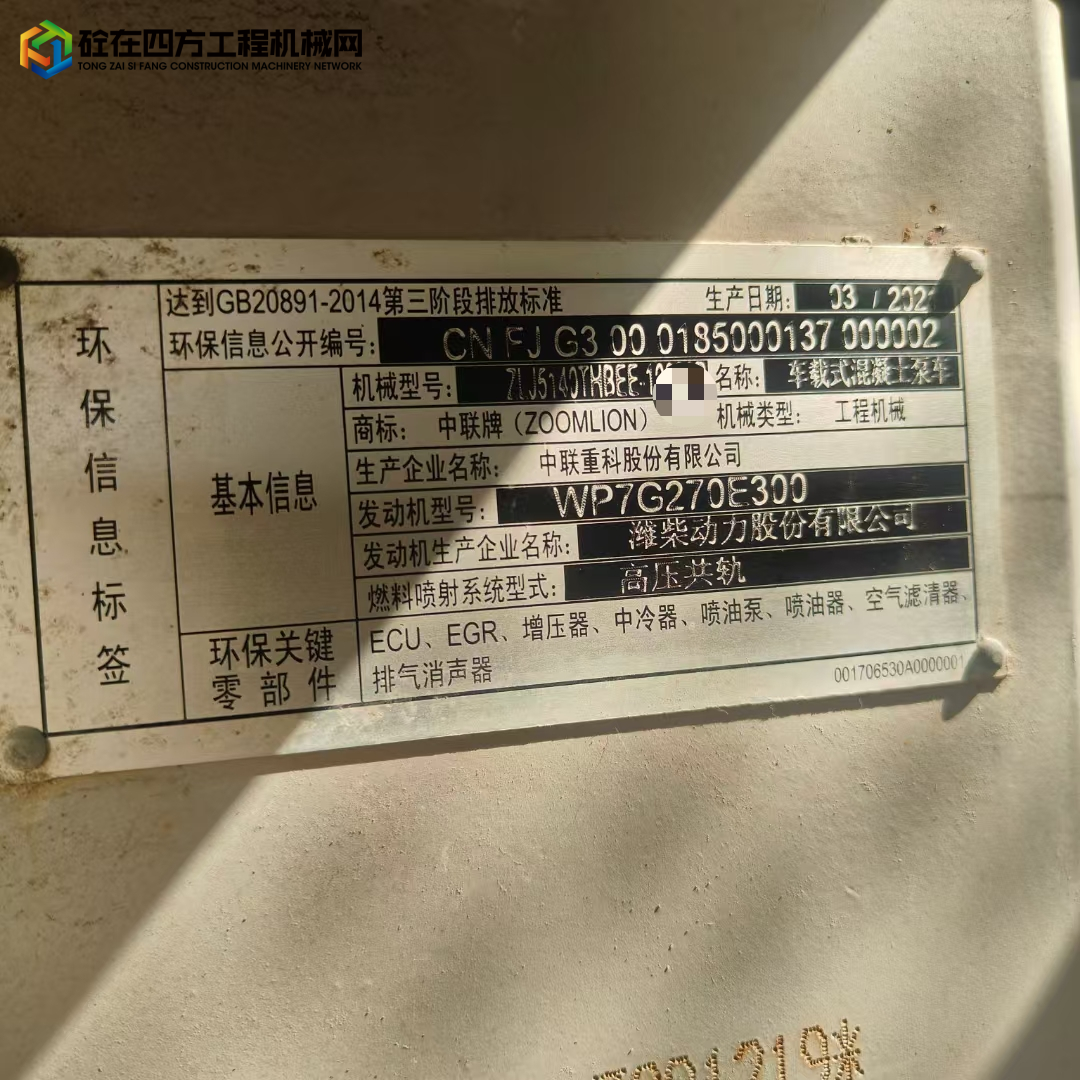 砼在四方工程机械网
TONG ZAI SI FANG CONSTRUCTION MACHINERY NETWORK
环保信息标签
达到GB20891-2014第三阶段排放标准 生产日期: 03 / 202
环保信息公开编号: CN FJ G3 00 0185000137 000002
基本信息
机械型号: ZLJ5140THBEE-10 名称: 车载式混凝土泵车
商标: 中联牌（ZOOMLION） 机械类型: 工程机械
生产企业名称: 中联重科股份有限公司
发动机型号: WP7G270E300
发动机生产企业名称: 潍柴动力股份有限公司
燃料喷射系统型式: 高压共轨
环保关键零部件
ECU、EGR、增压器、中冷器、喷油泵、喷油器、空气滤清器、
排气消声器
001706530A0000001